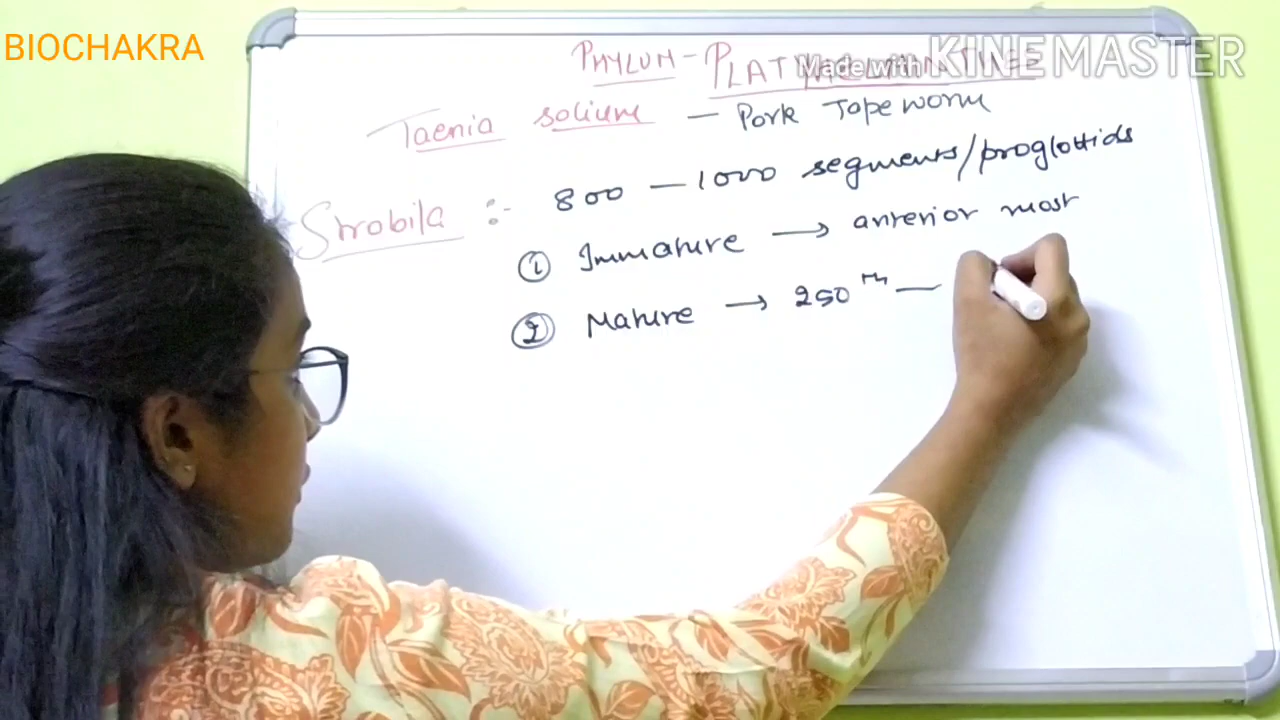 BIOCHAKRA
PHYLUM - PLATYHELMINTHES
Made with KINEMASTER
Taenia solium — Pork Tapeworm
Strobila :- 800 — 1000 segments/proglottids
① Immature → anterior most
② Mature → 250th —